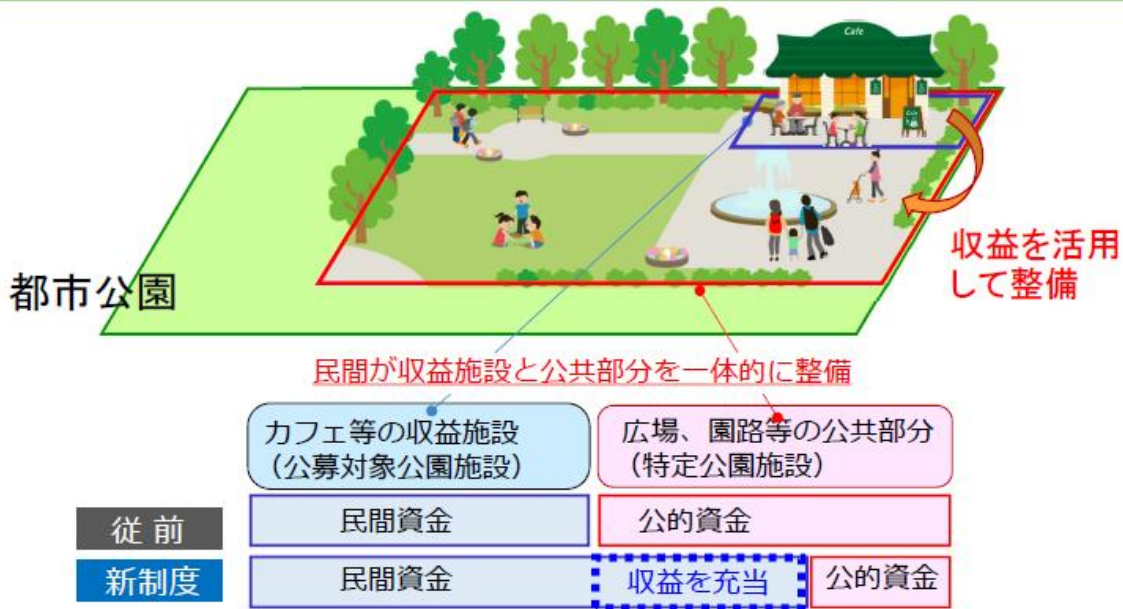 Cafe
都市公園
収益を活用
して整備
民間が収益施設と公共部分を一体的に整備
カフェ等の収益施設
（公募対象公園施設）
広場、園路等の公共部分
（特定公園施設）
従 前
民間資金
公的資金
新制度
民間資金
収益を充当
公的資金